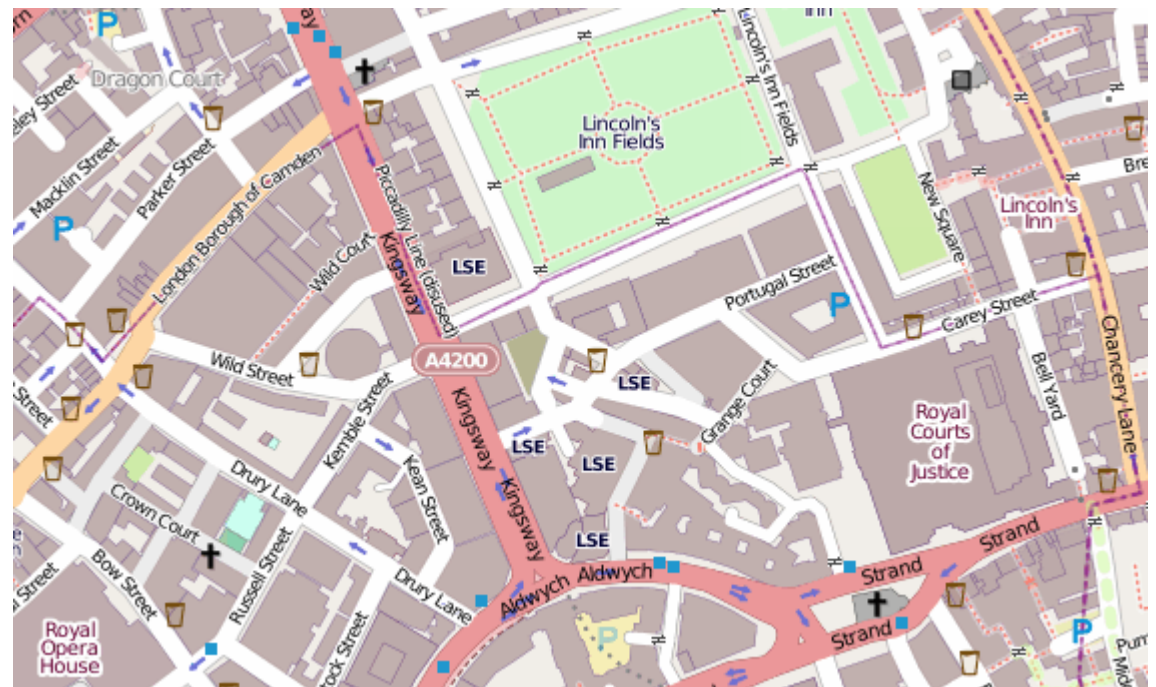 P
Dragon Court
Lincoln's Inn Fields
Inn
Lincoln's
Inn Fields
Macklin Street
Parker Street
London Borough of Camden
P
Piccadilly Line (disused)
Kingsway
Wild Court
LSE
New Square
Lincoln's
Inn
Portugal Street
P
Carey Street
Chancery Lane
Wild Street
A4200
LSE
Kemble Street
Kingsway
Grange Court
Bell Yard
Royal
Courts
of
Justice
LSE
LSE
Drury Lane
Kean Street
Kingsway
Crown Court
Strand
LSE
Bow Street
Russell Street
Drury Lane
Aldwych
Aldwych
Strand
Strand
Royal
Opera
House
P
P